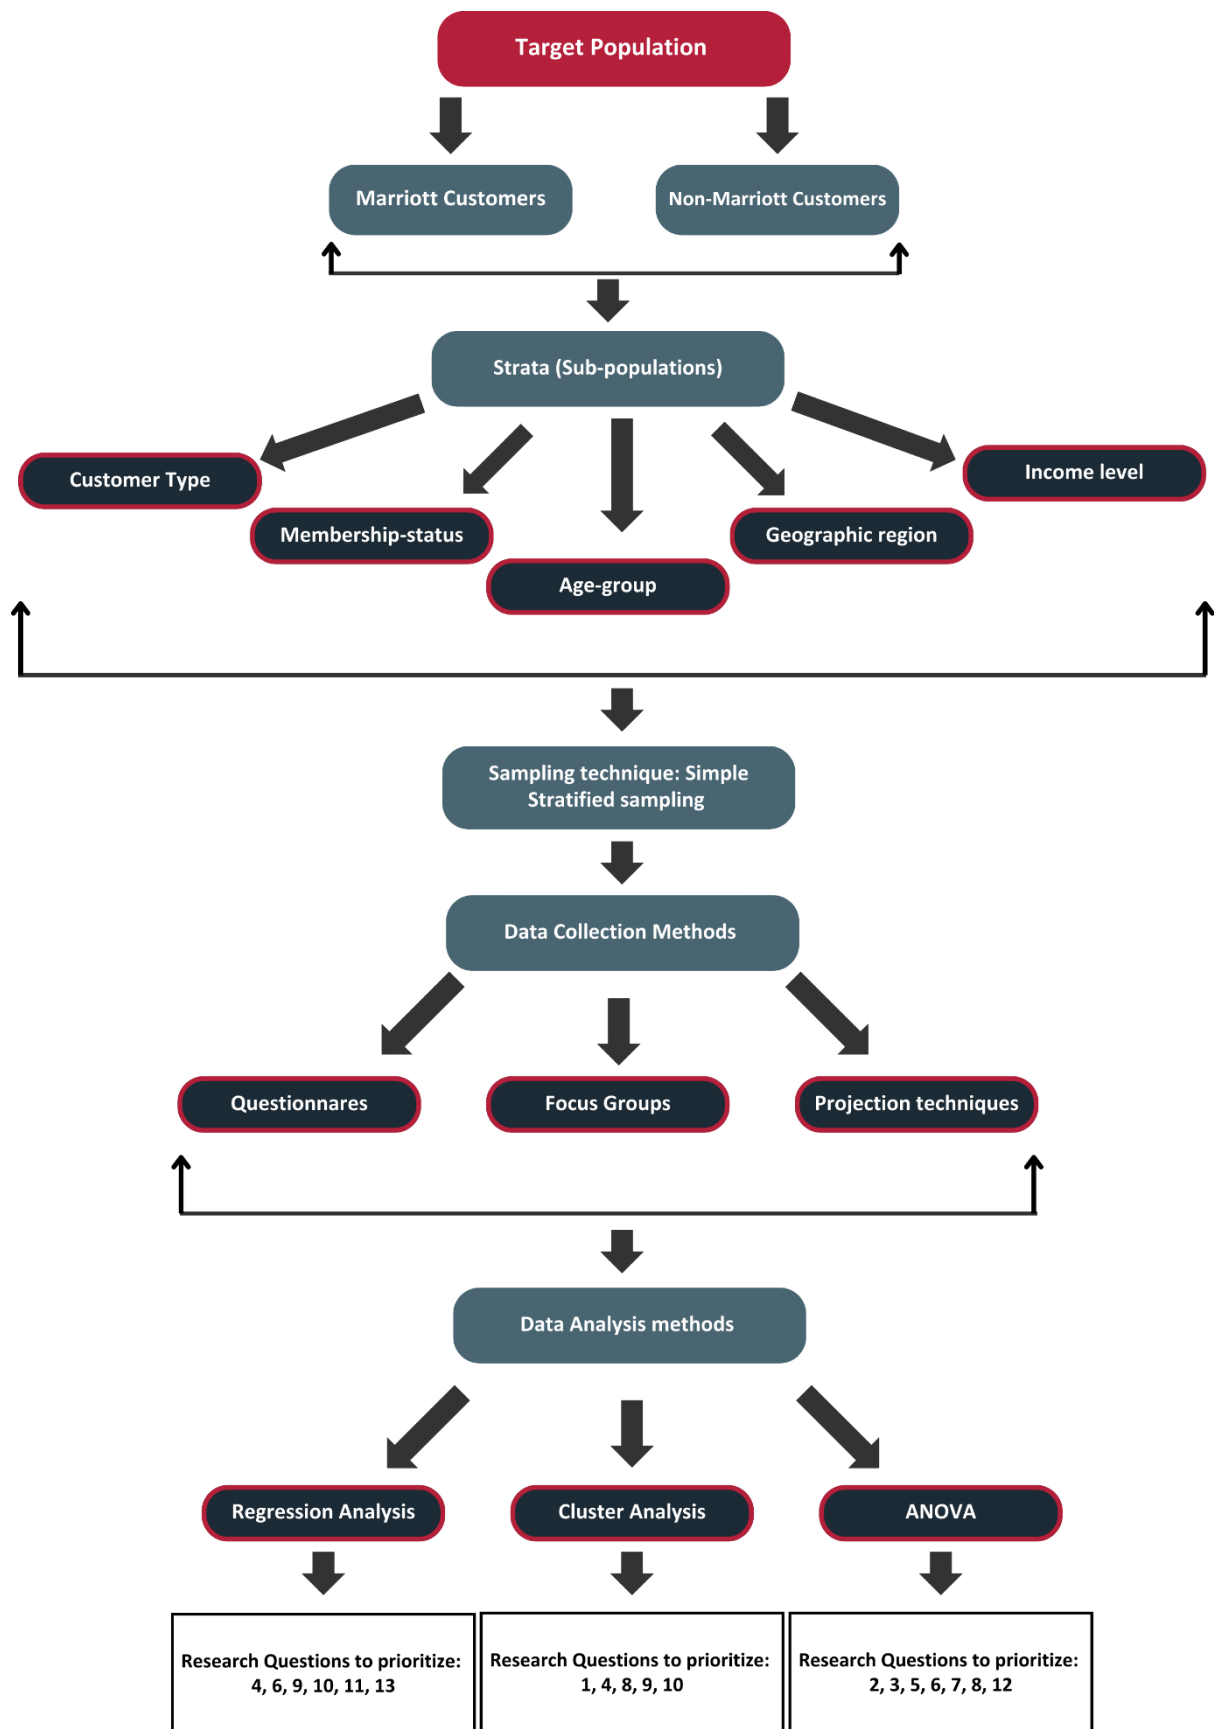 Target Population
Marriott Customers
Non-Marriott Customers
Strata (Sub-populations)
Customer Type
Income level
Membership-status
Geographic region
Age-group
Sampling technique: Simple
Stratified sampling
Data Collection Methods
Questionnares
Focus Groups
Projection techniques
Data Analysis methods
Regression Analysis
Cluster Analysis
ANOVA
Research Questions to prioritize:
4, 6, 9, 10, 11, 13
Research Questions to prioritize:
1, 4, 8, 9, 10
Research Questions to prioritize:
2, 3, 5, 6, 7, 8, 12